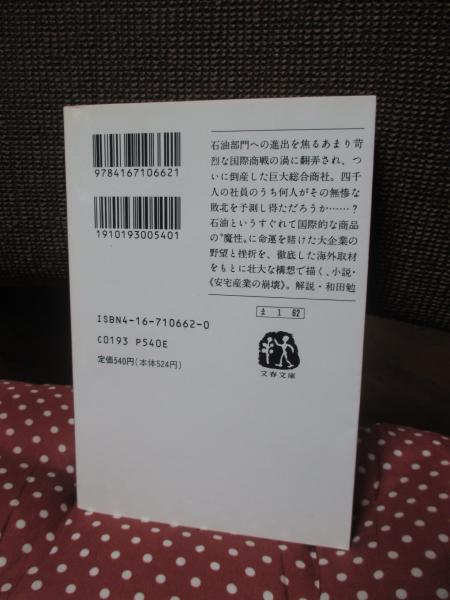 9784167106621
1910193005401
ISBN4-16-710662-0
C0193 P540E
定価540円(本体524円)
石油部門への進出を焦るあまり苛
烈な国際商戦の渦に翻弄され、つ
いに倒産した巨大総合商社。四千
人の社員のうち何人がその無惨な
敗北を予測し得ただろうか……?
石油というすぐれて国際的な商品
の〝魔性〟に命運を賭けた大企業の
野望と挫折を、徹底した海外取材
をもとに壮大な構想で描く、小説・
《安宅産業の崩壊》。解説・和田勉
ま 1 62
文春文庫